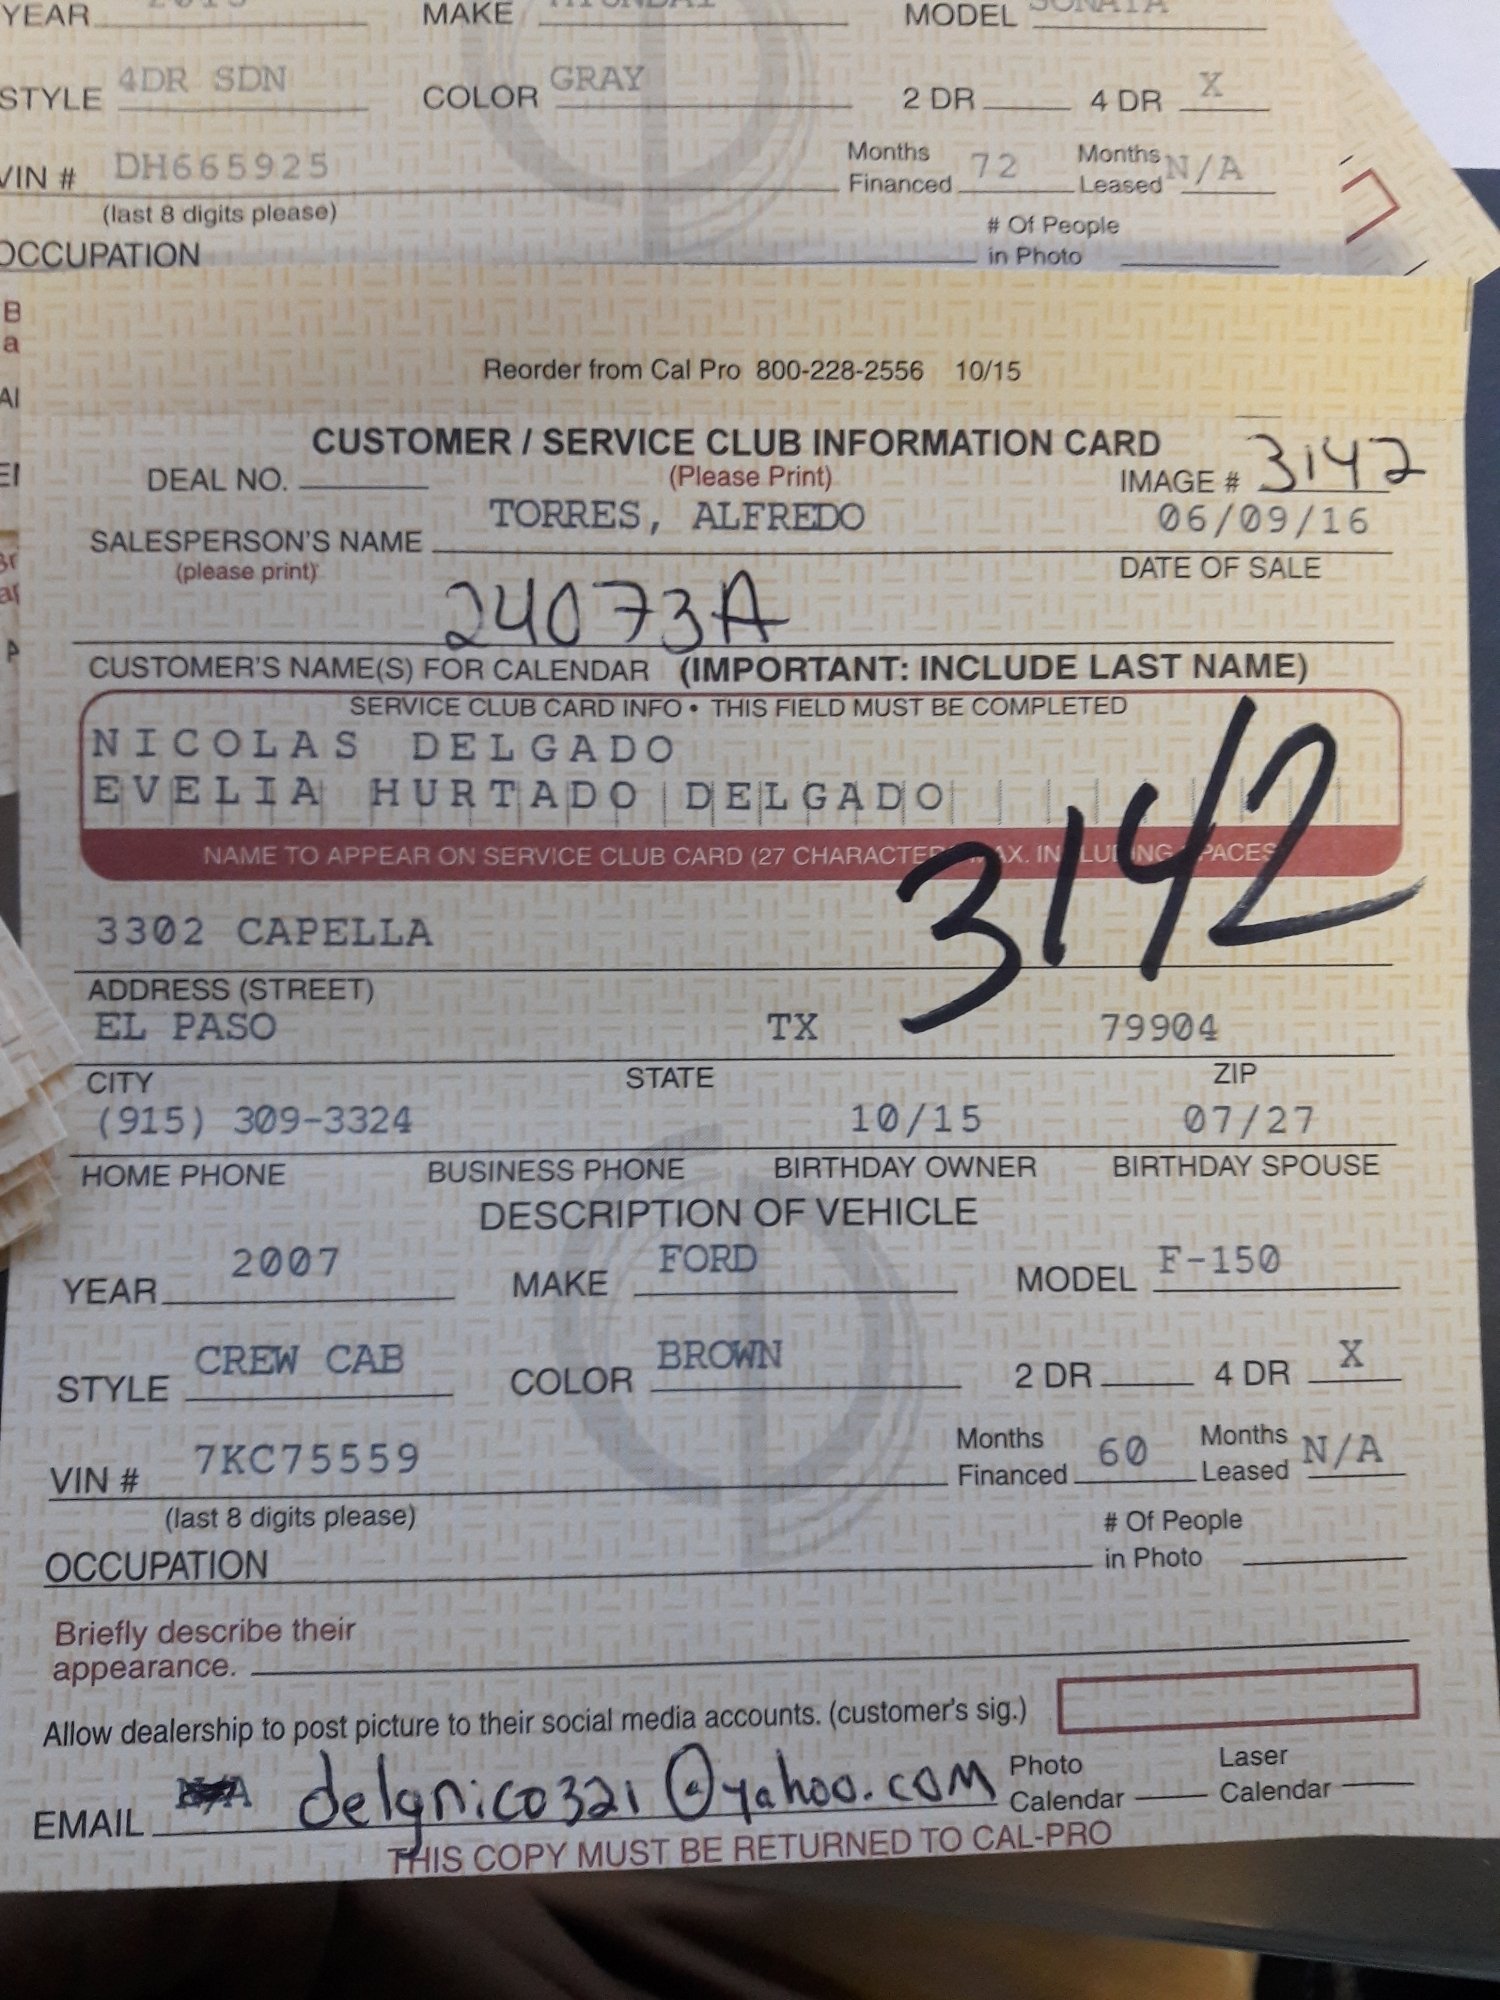 YEAR MAKE HYUNDAI MODEL SONATA
STYLE 4DR SDN COLOR GRAY 2 DR 4 DR X
VIN # DH665925 Months Financed 72 Months Leased N/A
(last 8 digits please)
OCCUPATION # Of People in Photo
Reorder from Cal Pro 800-228-2556 10/15
CUSTOMER / SERVICE CLUB INFORMATION CARD
DEAL NO. (Please Print) IMAGE # 3142
TORRES, ALFREDO 06/09/16
SALESPERSON'S NAME DATE OF SALE
(please print)
24073A
CUSTOMER'S NAME(S) FOR CALENDAR (IMPORTANT: INCLUDE LAST NAME)
SERVICE CLUB CARD INFO • THIS FIELD MUST BE COMPLETED
NICOLAS DELGADO
EVELIA HURTADO DELGADO
3142
NAME TO APPEAR ON SERVICE CLUB CARD (27 CHARACTERS MAX. INCLUDING SPACES
3302 CAPELLA
ADDRESS (STREET)
EL PASO TX 79904
CITY STATE ZIP
(915) 309-3324 10/15 07/27
HOME PHONE BUSINESS PHONE BIRTHDAY OWNER BIRTHDAY SPOUSE
DESCRIPTION OF VEHICLE
YEAR 2007 MAKE FORD MODEL F-150
STYLE CREW CAB COLOR BROWN 2 DR 4 DR X
VIN # 7KC75559 Months Financed 60 Months Leased N/A
(last 8 digits please)
OCCUPATION # Of People in Photo
Briefly describe their
appearance.
Allow dealership to post picture to their social media accounts. (customer's sig.)
EMAIL N/A delgnico321@yahoo.com Photo Calendar Laser Calendar
THIS COPY MUST BE RETURNED TO CAL-PRO